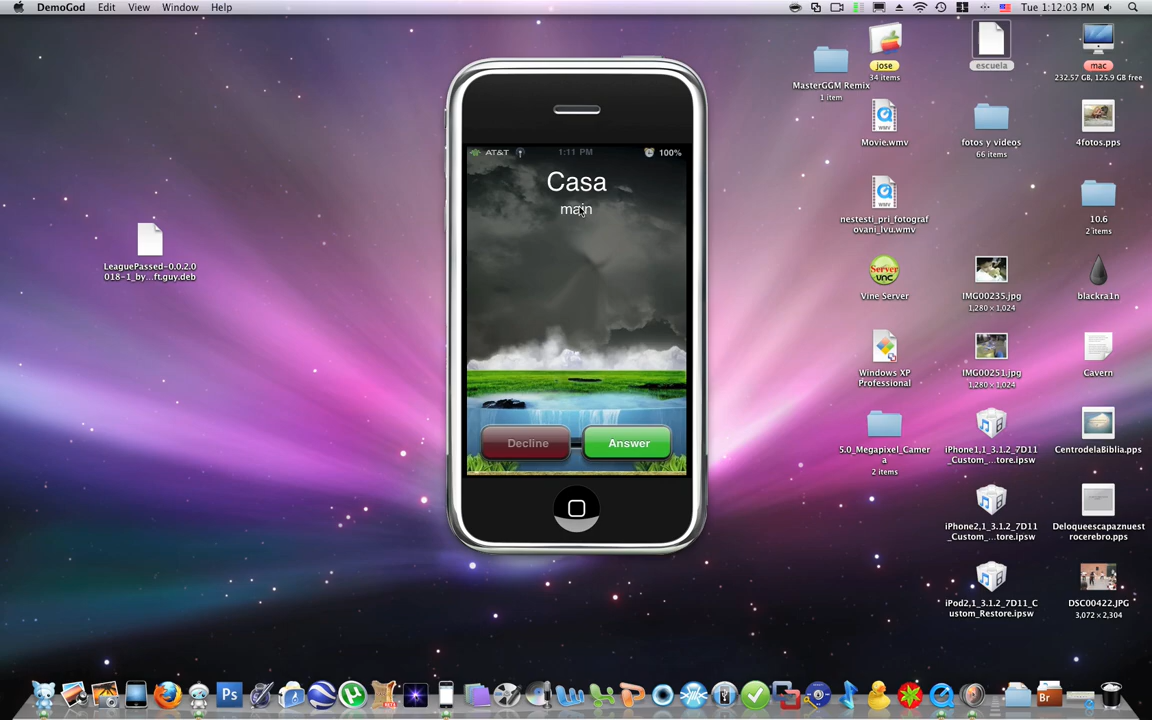 DemoGod Edit View Window Help
Tue 1:12:03 PM
MasterGGM Remix
1 item
jose
34 items
escuela
mac
232.57 GB, 125.9 GB free
WMV
Movie.wmv
fotos y videos
66 items
4fotos.pps
WMV
nestesti_pri_fotograf
ovani_lvu.wmv
10.6
2 items
LeaguePassed-0.0.2.0
018-1_by...ft.guy.deb
Server
vnc
Vine Server
IMG00235.jpg
1,280 × 1,024
blackra1n
Windows XP
Professional
IMG00251.jpg
1,280 × 1,024
Cavern
5.0_Megapixel_Camer
a
2 items
iPhone1,1_3.1.2_7D11
_Custom_...tore.ipsw
CentrodelaBiblia.pps
iPhone2,1_3.1.2_7D11
_Custom_...tore.ipsw
Deloqueescapaznuest
rocerebro.pps
iPod2,1_3.1.2_7D11_C
ustom_Restore.ipsw
DSC00422.JPG
3,072 × 2,304
AT&T
1:11 PM
100%
Casa
main
Decline
Answer
Ps
Br